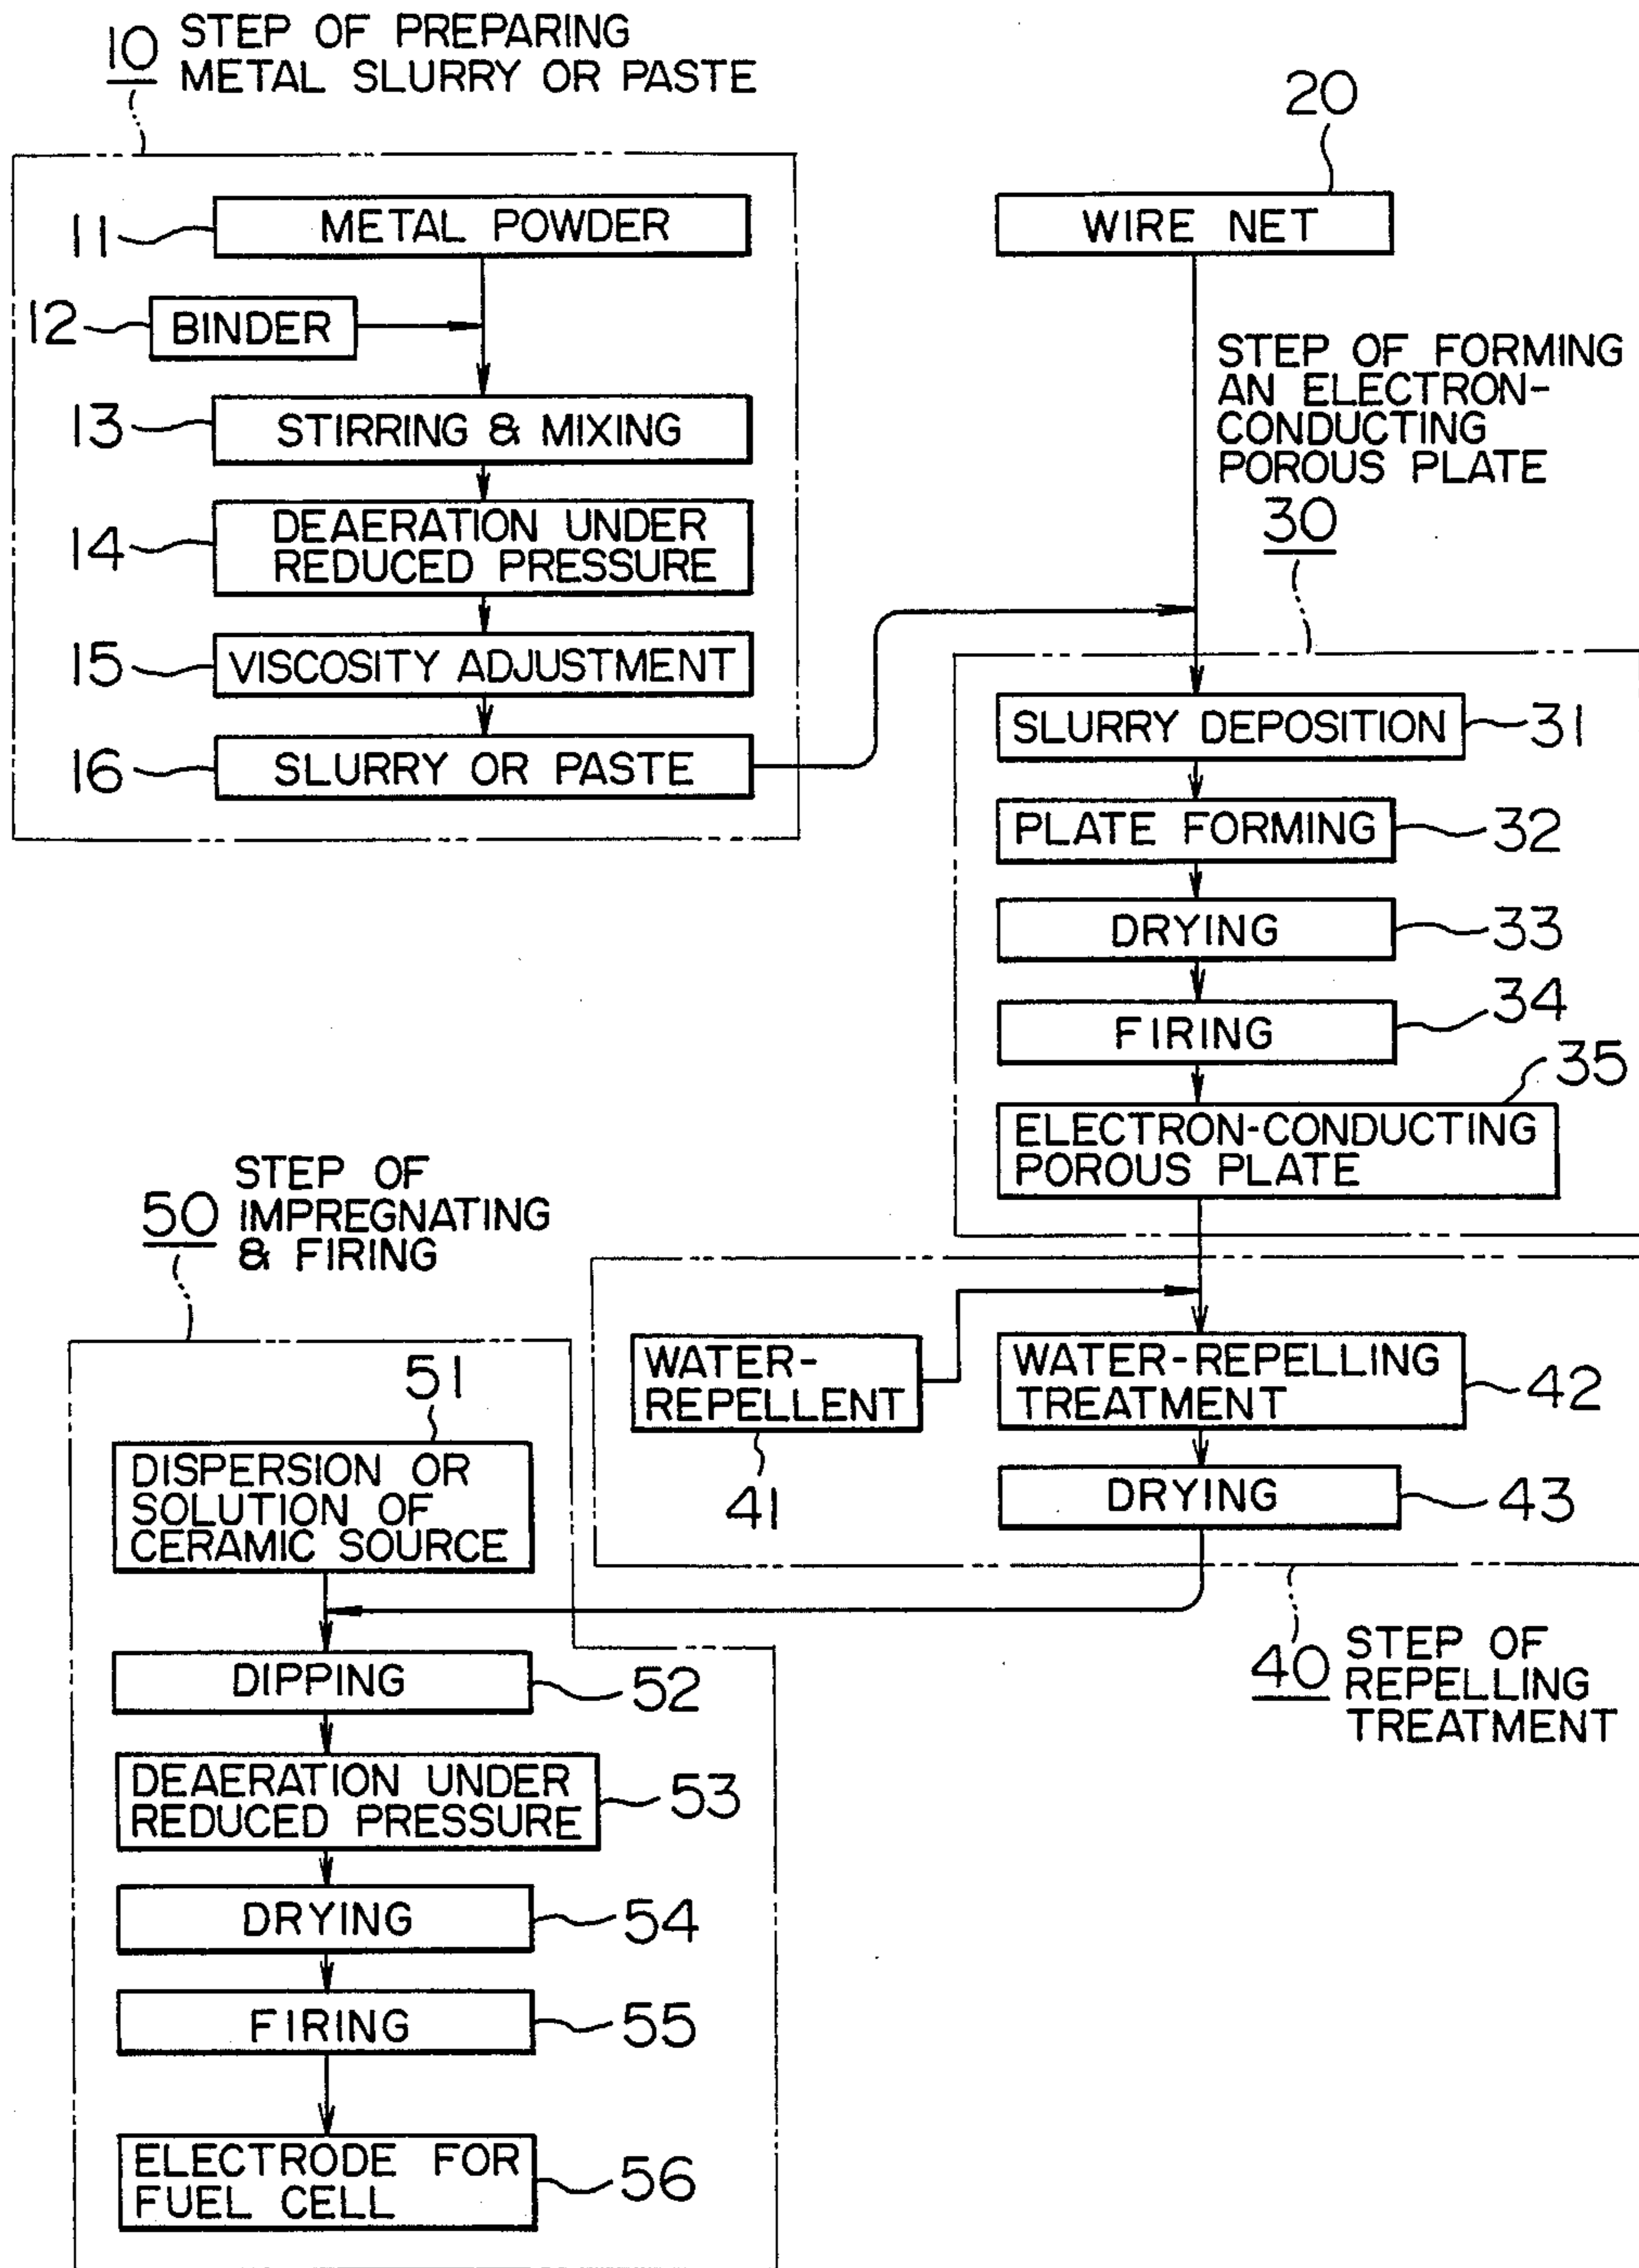 10
STEP OF PREPARING
METAL SLURRY OR PASTE
11
METAL POWDER
12
BINDER
13
STIRRING & MIXING
14
DEAERATION UNDER
REDUCED PRESSURE
15
VISCOSITY ADJUSTMENT
16
SLURRY OR PASTE
20
WIRE NET
STEP OF FORMING
AN ELECTRON-
CONDUCTING
POROUS PLATE
30
SLURRY DEPOSITION
31
PLATE FORMING
32
DRYING
33
FIRING
34
35
ELECTRON-CONDUCTING
POROUS PLATE
WATER-
REPELLENT
41
WATER-REPELLING
TREATMENT
42
DRYING
43
40
STEP OF
REPELLING
TREATMENT
50
STEP OF
IMPREGNATING
& FIRING
51
DISPERSION OR
SOLUTION OF
CERAMIC SOURCE
DIPPING
52
DEAERATION UNDER
REDUCED PRESSURE
53
DRYING
54
FIRING
55
ELECTRODE FOR
FUEL CELL
56